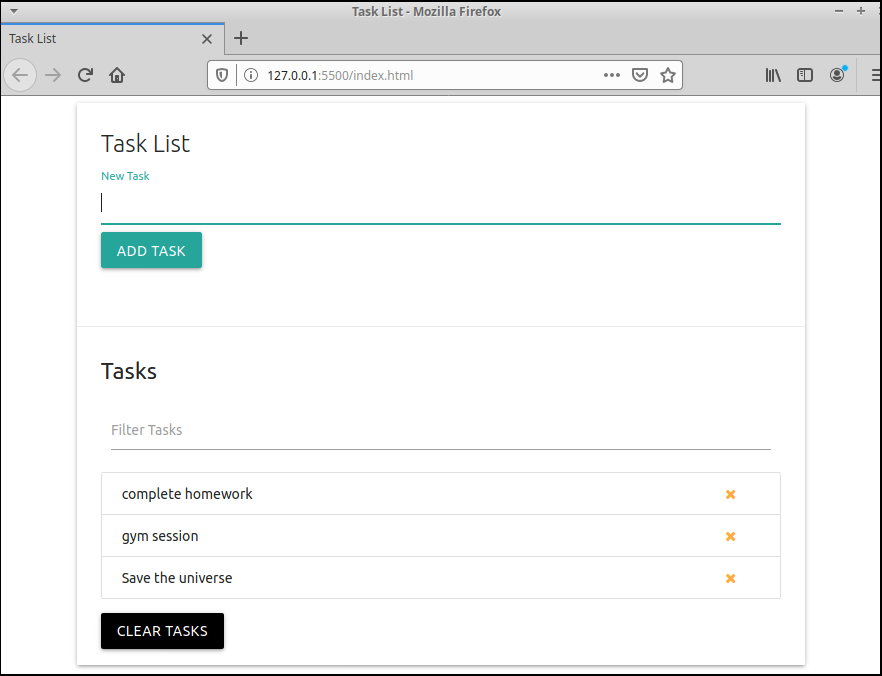 Task List - Mozilla Firefox
Task List
127.0.0.1:5500/index.html
Task List
New Task
ADD TASK
Tasks
Filter Tasks
complete homework
gym session
Save the universe
CLEAR TASKS